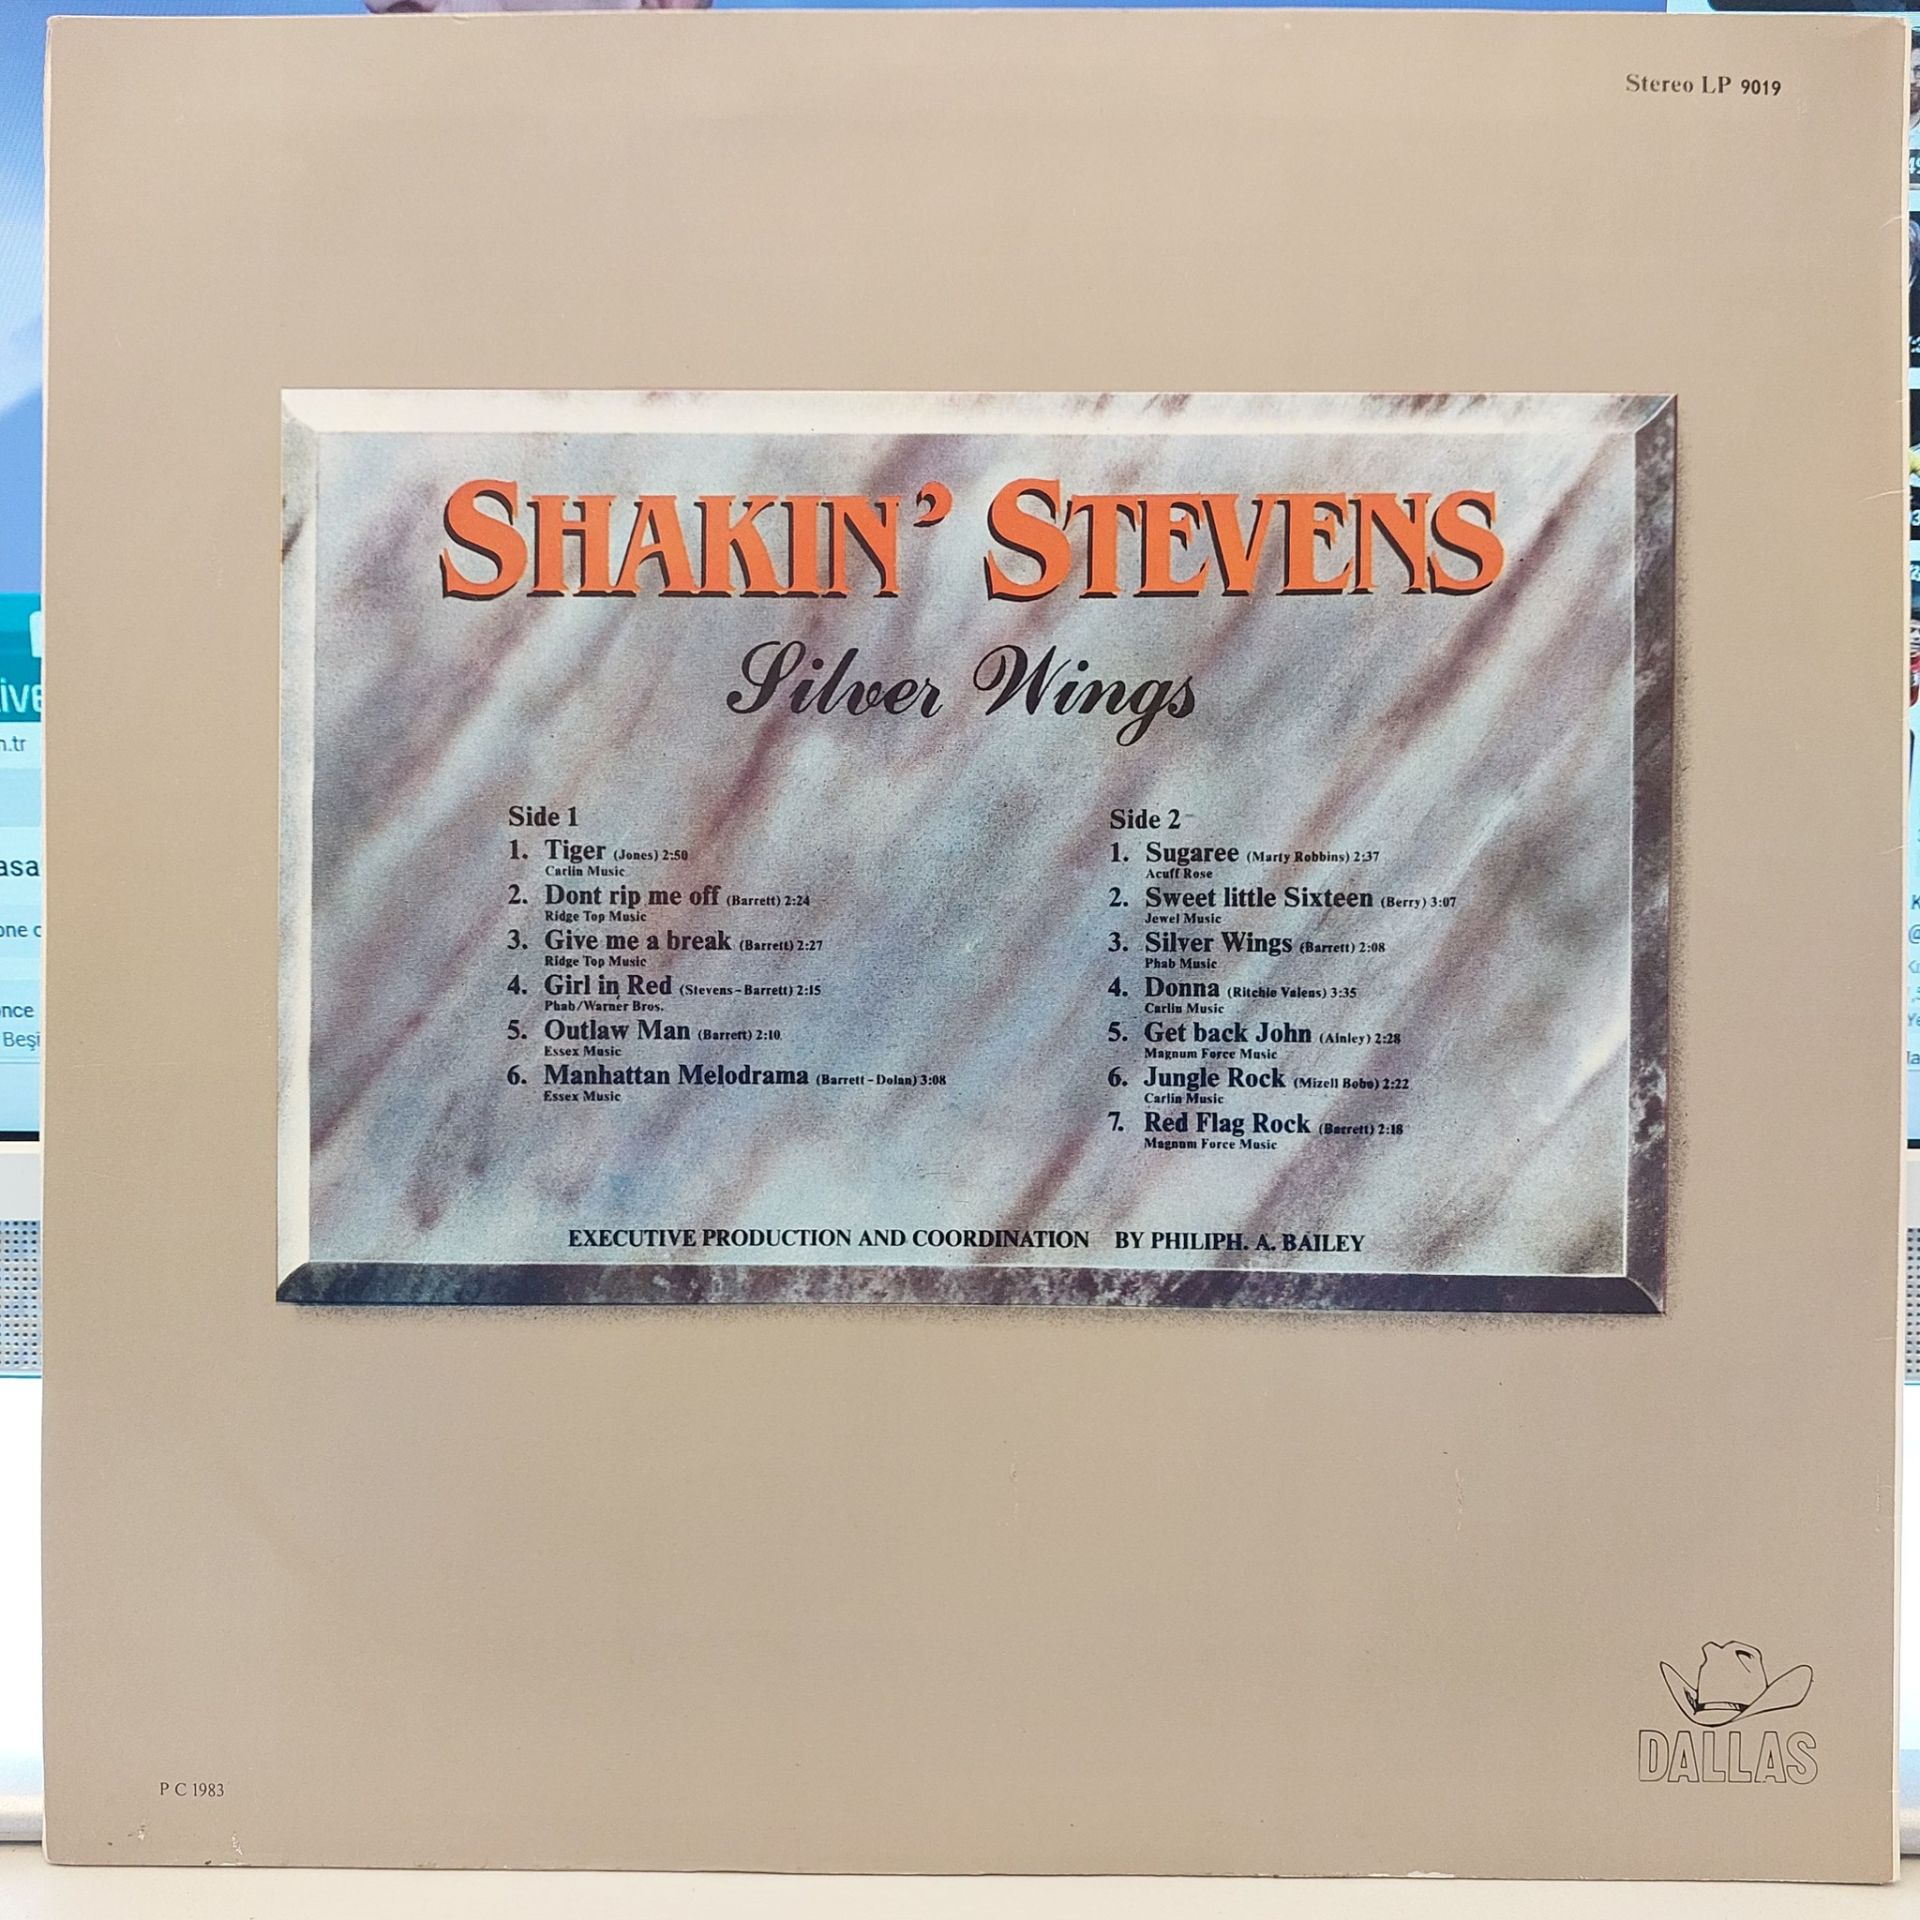 Stereo LP 9019
SHAKIN' STEVENS
Silver Wings
Side 1
1. Tiger (Jones) 2:50
Carlin Music
2. Dont rip me off (Barrett) 2:24
Ridge Top Music
3. Give me a break (Barrett) 2:27
Ridge Top Music
4. Girl in Red (Stevens-Barrett) 2:15
Phab/Warner Bros.
5. Outlaw Man (Barrett) 2:10
Essex Music
6. Manhattan Melodrama (Barrett-Dolan) 3:08
Essex Music
Side 2
1. Sugaree (Marty Robbins) 2:37
Acuff Rose
2. Sweet little Sixteen (Berry) 3:07
Jewel Music
3. Silver Wings (Barrett) 2:08
Phab Music
4. Donna (Ritchie Valens) 3:35
Carlin Music
5. Get back John (Ainley) 2:28
Magnum Force Music
6. Jungle Rock (Mizell Bobo) 2:22
Carlin Music
7. Red Flag Rock (Barrett) 2:18
Magnum Force Music
EXECUTIVE PRODUCTION AND COORDINATION BY PHILIPH. A. BAILEY
DALLAS
P C 1983